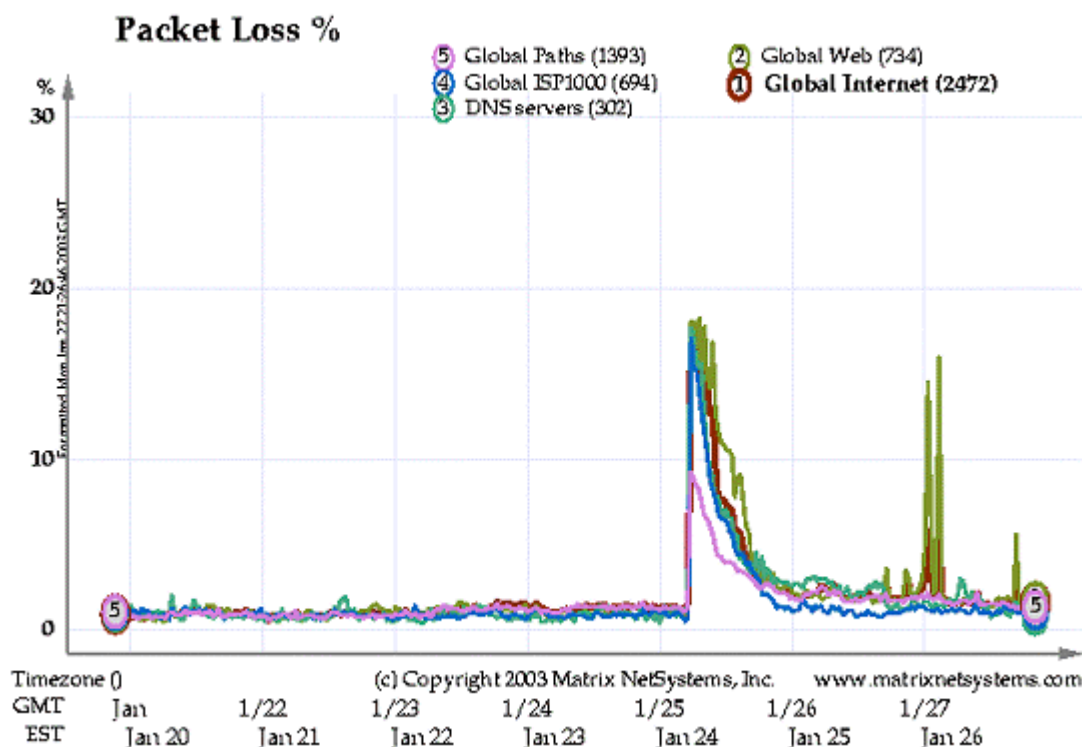 Packet Loss %
5 Global Paths (1393)
2 Global Web (734)
4 Global ISP1000 (694)
1 Global Internet (2472)
3 DNS servers (302)
%
30
20
10
0
5
5
Timezone ()
(c) Copyright 2003 Matrix NetSystems, Inc.
www.matrixnetsystems.com
GMT Jan 1/22 1/23 1/24 1/25 1/26 1/27
EST Jan 20 Jan 21 Jan 22 Jan 23 Jan 24 Jan 25 Jan 26